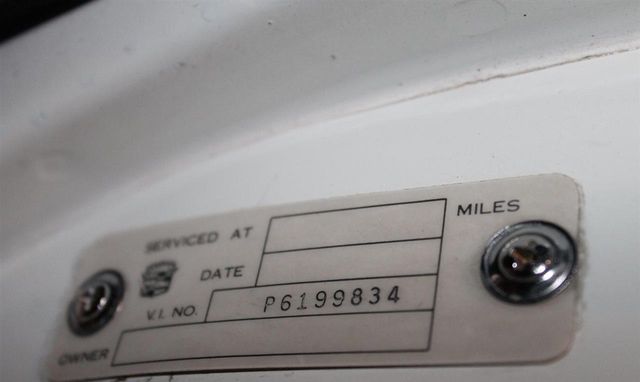 SERVICED AT MILES
DATE
V.I. NO. P6199834
OWNER